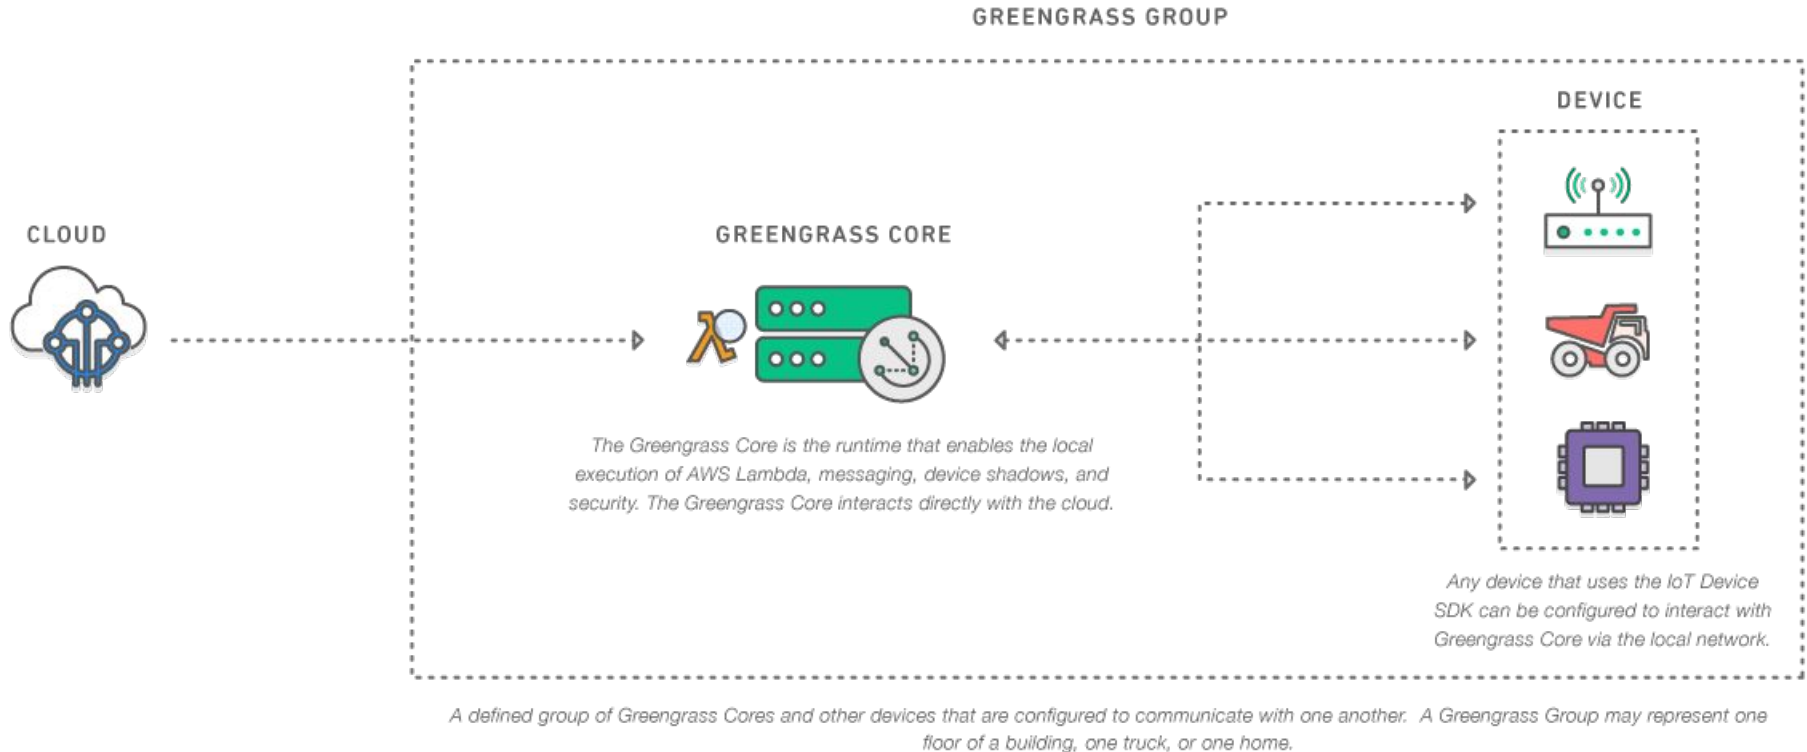 GREENGRASS GROUP
DEVICE
CLOUD
GREENGRASS CORE
The Greengrass Core is the runtime that enables the local
execution of AWS Lambda, messaging, device shadows, and
security. The Greengrass Core interacts directly with the cloud.
Any device that uses the IoT Device
SDK can be configured to interact with
Greengrass Core via the local network.
A defined group of Greengrass Cores and other devices that are configured to communicate with one another. A Greengrass Group may represent one
floor of a building, one truck, or one home.